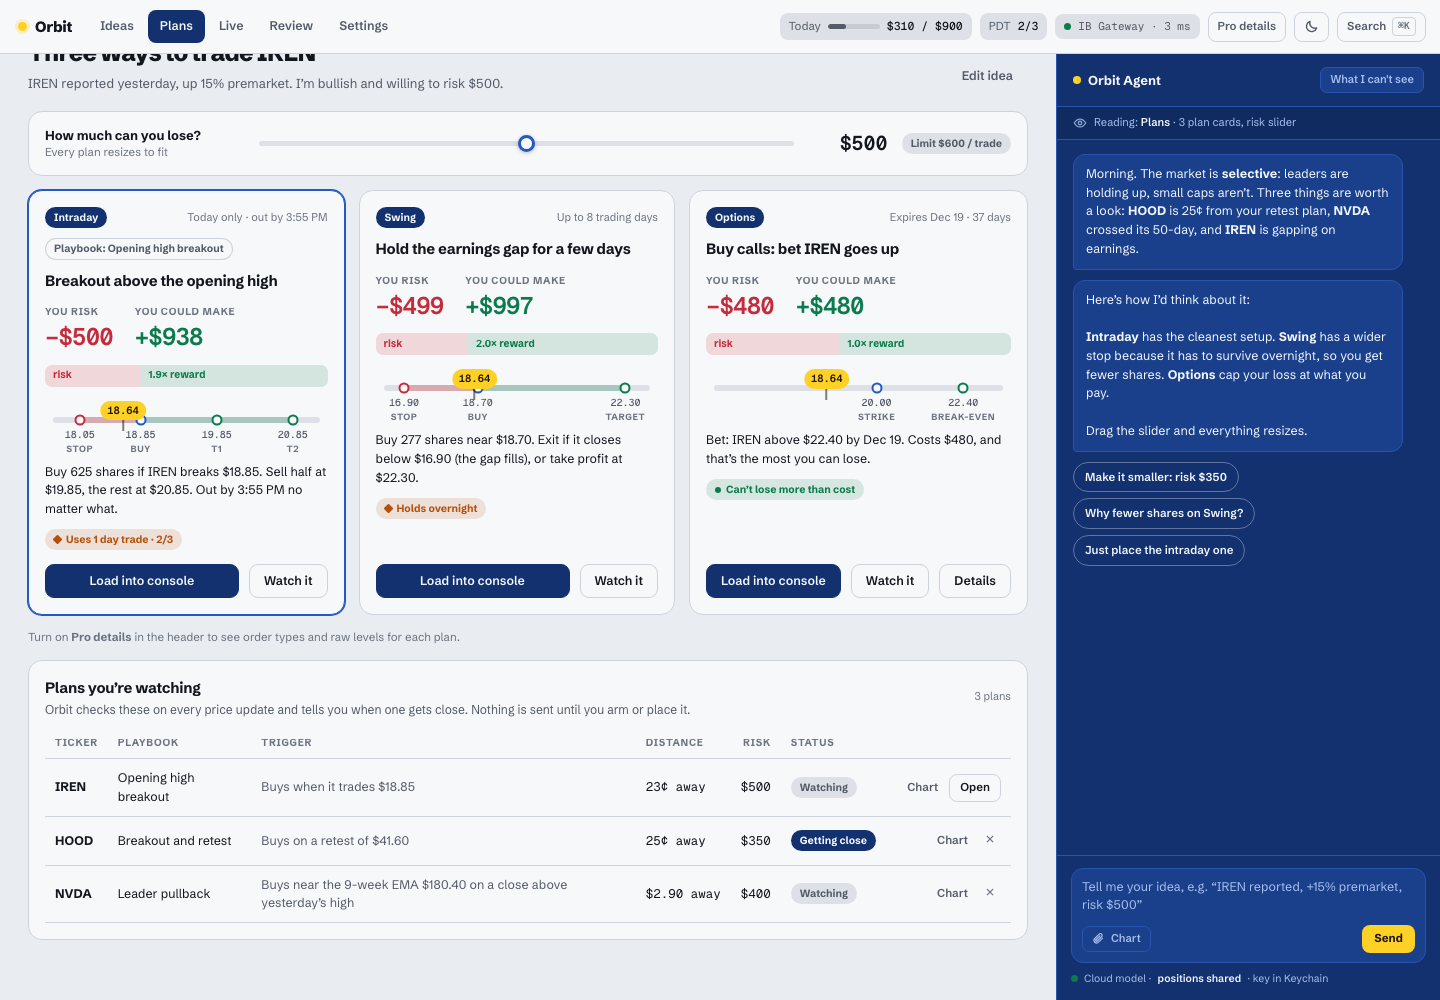 Orbit
Ideas
Plans
Live
Review
Settings
Today $310 / $900
PDT 2/3
IB Gateway · 3 ms
Pro details
Search ⌘K
Three ways to trade IREN
IREN reported yesterday, up 15% premarket. I’m bullish and willing to risk $500.
Edit idea
How much can you lose?
Every plan resizes to fit
$500
Limit $600 / trade
Intraday
Today only · out by 3:55 PM
Playbook: Opening high breakout
Breakout above the opening high
YOU RISK
YOU COULD MAKE
−$500
+$938
risk
1.9× reward
18.64
18.05
18.85
19.85
20.85
STOP
BUY
T1
T2
Buy 625 shares if IREN breaks $18.85. Sell half at
$19.85, the rest at $20.85. Out by 3:55 PM no
matter what.
Uses 1 day trade · 2/3
Load into console
Watch it
Swing
Up to 8 trading days
Hold the earnings gap for a few days
YOU RISK
YOU COULD MAKE
−$499
+$997
risk
2.0× reward
18.64
16.90
18.70
22.30
STOP
BUY
TARGET
Buy 277 shares near $18.70. Exit if it closes
below $16.90 (the gap fills), or take profit at
$22.30.
Holds overnight
Load into console
Watch it
Options
Expires Dec 19 · 37 days
Buy calls: bet IREN goes up
YOU RISK
YOU COULD MAKE
−$480
+$480
risk
1.0× reward
18.64
20.00
22.40
STRIKE
BREAK-EVEN
Bet: IREN above $22.40 by Dec 19. Costs $480, and
that’s the most you can lose.
Can’t lose more than cost
Load into console
Watch it
Details
Turn on Pro details in the header to see order types and raw levels for each plan.
Plans you’re watching
Orbit checks these on every price update and tells you when one gets close. Nothing is sent until you arm or place it.
3 plans
TICKER PLAYBOOK TRIGGER DISTANCE RISK STATUS
IREN Opening high breakout Buys when it trades $18.85 23¢ away $500 Watching Chart Open
HOOD Breakout and retest Buys on a retest of $41.60 25¢ away $350 Getting close Chart ×
NVDA Leader pullback Buys near the 9-week EMA $180.40 on a close above yesterday’s high $2.90 away $400 Watching Chart ×
Orbit Agent
What I can't see
Reading: Plans · 3 plan cards, risk slider
Morning. The market is selective: leaders are
holding up, small caps aren’t. Three things are worth
a look: HOOD is 25¢ from your retest plan, NVDA
crossed its 50-day, and IREN is gapping on
earnings.
Here’s how I’d think about it:
Intraday has the cleanest setup. Swing has a wider
stop because it has to survive overnight, so you get
fewer shares. Options cap your loss at what you
pay.
Drag the slider and everything resizes.
Make it smaller: risk $350
Why fewer shares on Swing?
Just place the intraday one
Tell me your idea, e.g. “IREN reported, +15% premarket,
risk $500”
Chart
Send
Cloud model · positions shared · key in Keychain